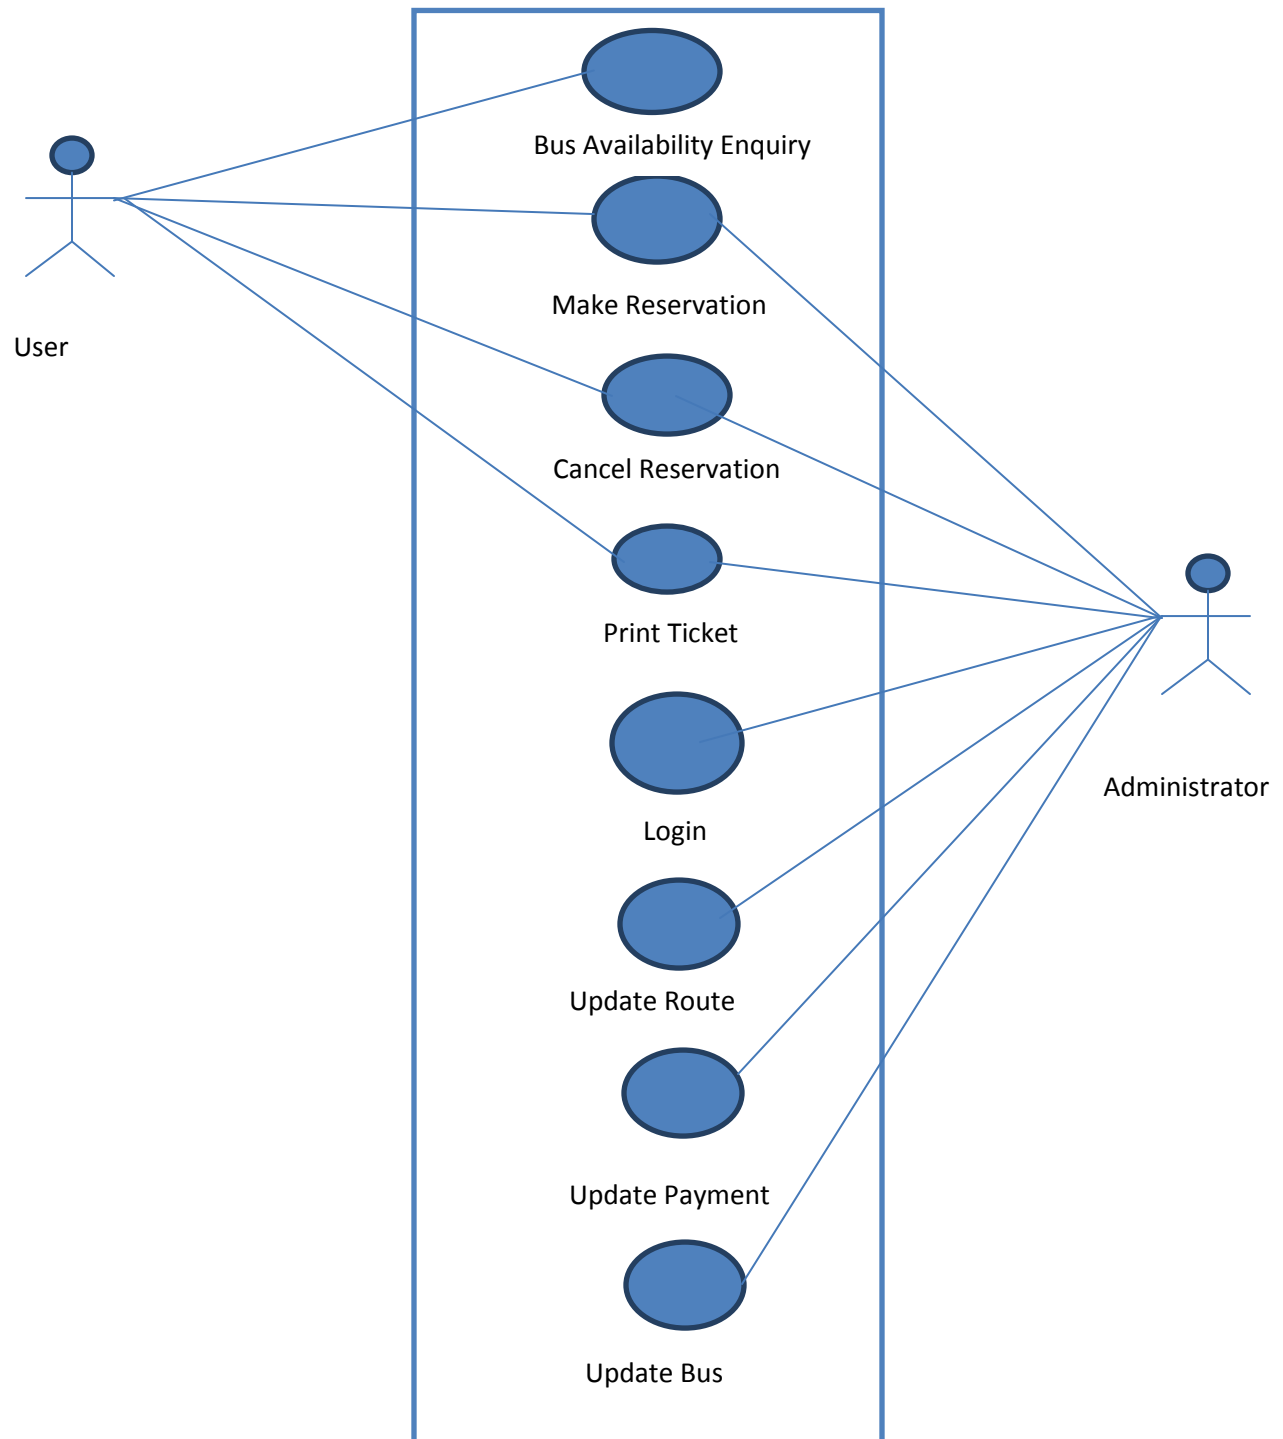 Bus Availability Enquiry
Make Reservation
User
Cancel Reservation
Print Ticket
Administrator
Login
Update Route
Update Payment
Update Bus